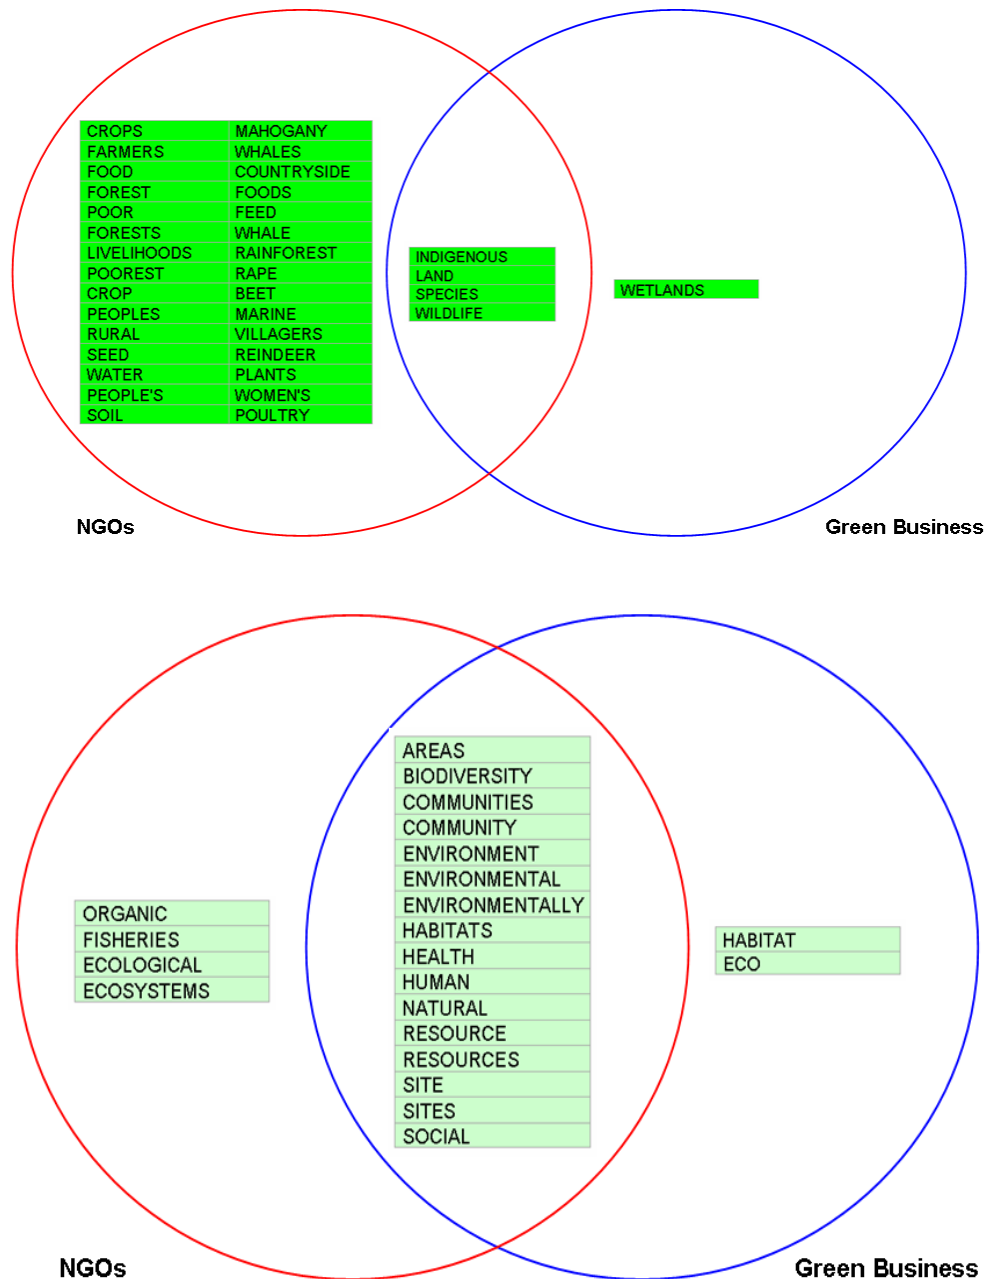 CROPS MAHOGANY
FARMERS WHALES
FOOD COUNTRYSIDE
FOREST FOODS
POOR FEED
FORESTS WHALE
LIVELIHOODS RAINFOREST
POOREST RAPE
CROP BEET
PEOPLES MARINE
RURAL VILLAGERS
SEED REINDEER
WATER PLANTS
PEOPLE'S WOMEN'S
SOIL POULTRY
INDIGENOUS
LAND
SPECIES
WILDLIFE
WETLANDS
NGOs
Green Business
ORGANIC
FISHERIES
ECOLOGICAL
ECOSYSTEMS
AREAS
BIODIVERSITY
COMMUNITIES
COMMUNITY
ENVIRONMENT
ENVIRONMENTAL
ENVIRONMENTALLY
HABITATS
HEALTH
HUMAN
NATURAL
RESOURCE
RESOURCES
SITE
SITES
SOCIAL
HABITAT
ECO
NGOs
Green Business